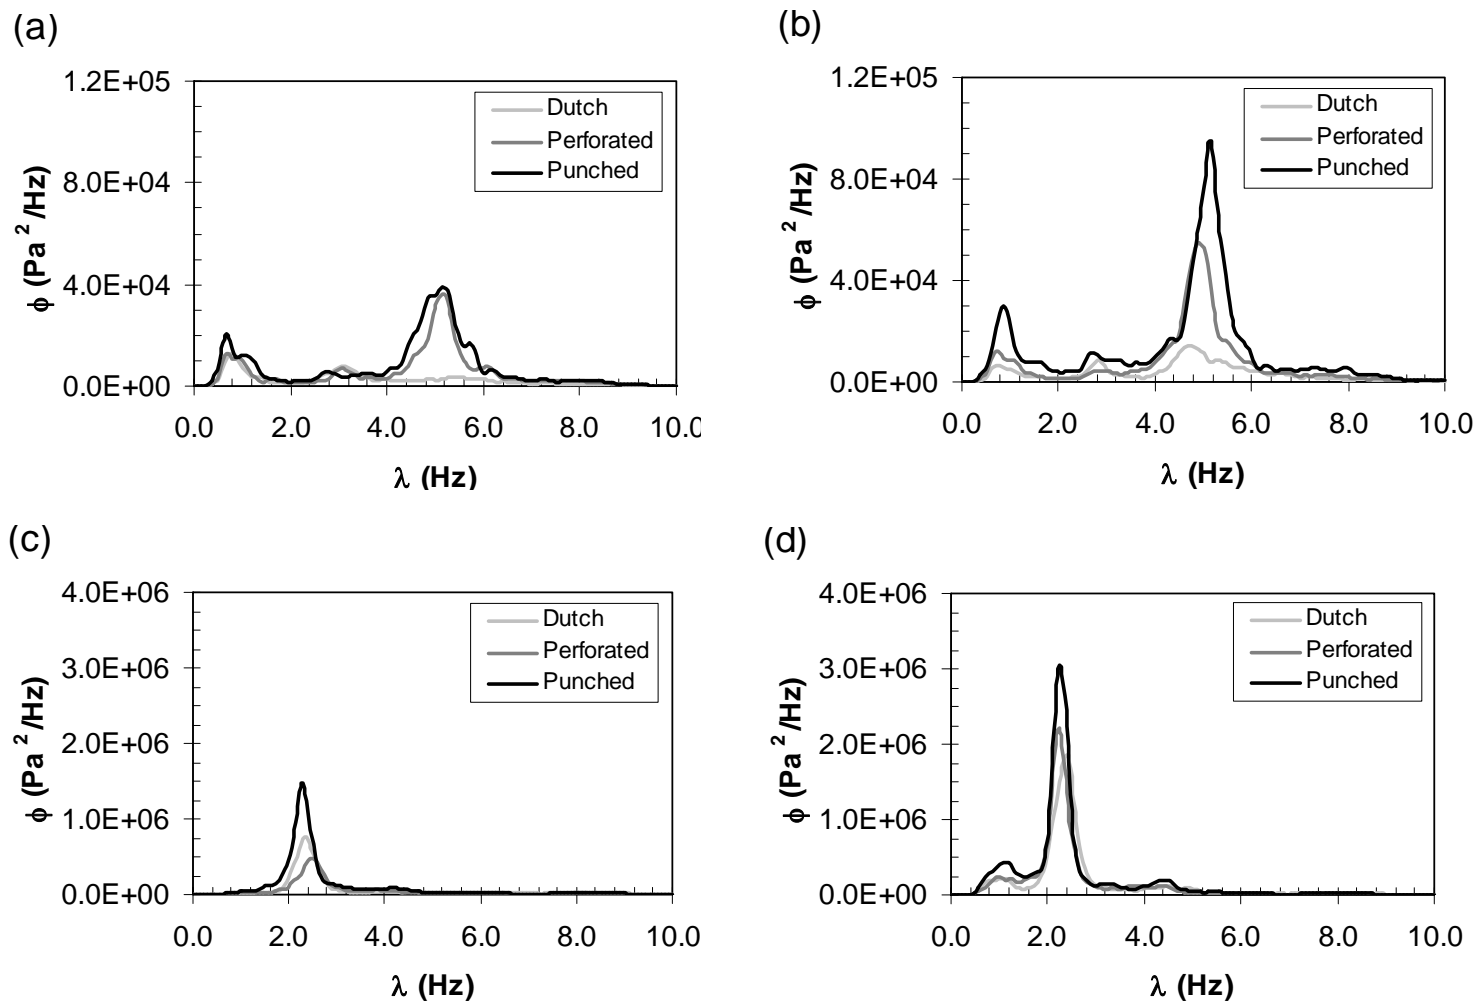 (a)
1.2E+05
8.0E+04
4.0E+04
0.0E+00
ϕ (Pa 2 /Hz)
Dutch
Perforated
Punched
0.0 2.0 4.0 6.0 8.0 10.0
λ (Hz)
(b)
1.2E+05
8.0E+04
4.0E+04
0.0E+00
ϕ (Pa 2 /Hz)
Dutch
Perforated
Punched
0.0 2.0 4.0 6.0 8.0 10.0
λ (Hz)
(c)
4.0E+06
3.0E+06
2.0E+06
1.0E+06
0.0E+00
ϕ (Pa 2 /Hz)
Dutch
Perforated
Punched
0.0 2.0 4.0 6.0 8.0 10.0
λ (Hz)
(d)
4.0E+06
3.0E+06
2.0E+06
1.0E+06
0.0E+00
ϕ (Pa 2 /Hz)
Dutch
Perforated
Punched
0.0 2.0 4.0 6.0 8.0 10.0
λ (Hz)